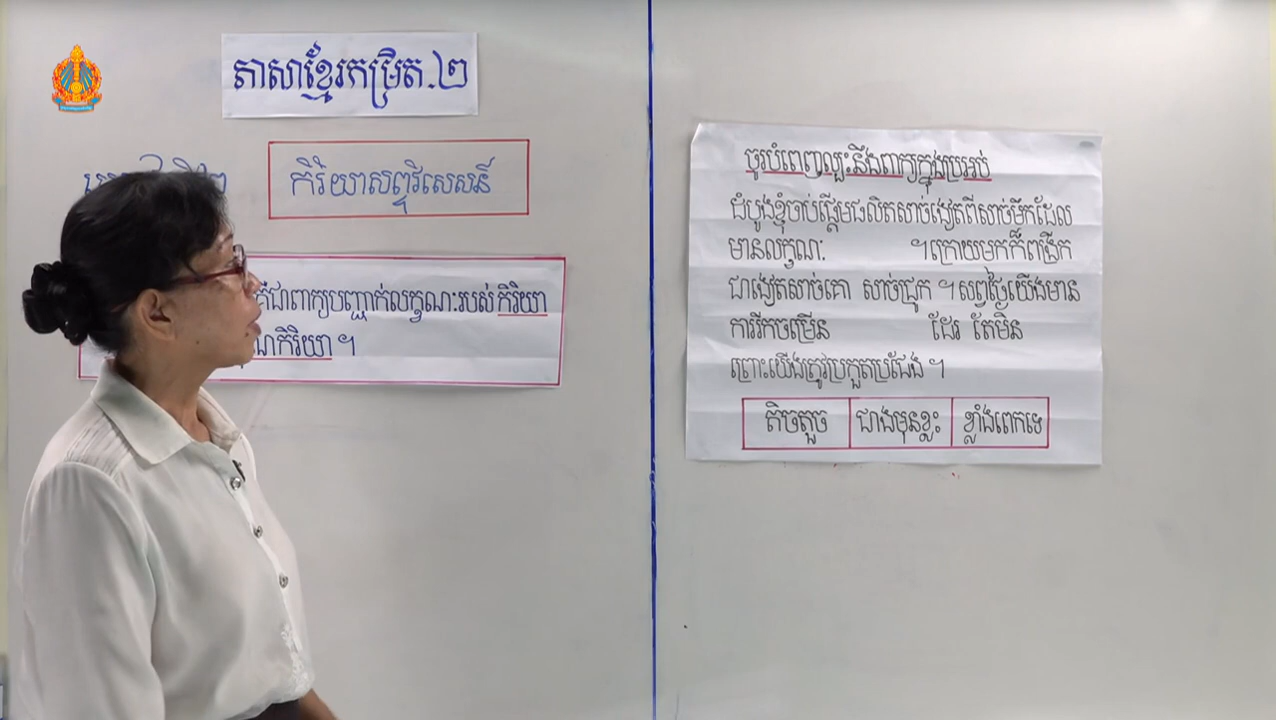 ភាសាខ្មែរកម្រិត.២
កិរិយាសព្ទវិសេសន៍
ជាពាក្យបញ្ជាក់លក្ខណៈរបស់ កិរិយា
កិរិយា ។
ចូរបំពេញល្បះនឹងពាក្យក្នុងប្រអប់
ដំបូងខ្ញុំចាប់ផ្ដើមផលិតសាច់ងៀតពីសាច់មឹកដែល
មានលក្ខណៈ ។ ក្រោយមកក៏ពង្រីក
ជាងៀតសាច់គោ សាច់ជ្រូក ។ សព្វថ្ងៃយើងមាន
ការរីកចម្រើន ដែរ តែមិន
ព្រោះយើងត្រូវប្រកួតប្រជែង ។
តិចតួច ជាងមុនខ្លះ ខ្លាំងពេកទេ